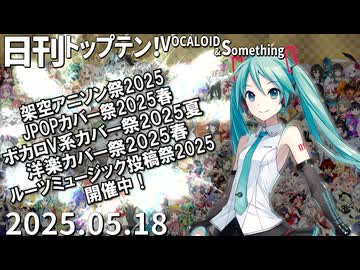 日刊トップテン!VOCALOID
&Something
架空アニソン祭2025
JPOPカバー祭2025春
ボカロV系カバー祭2025夏
洋楽カバー祭2025春
ルーツミュージック投稿祭2025
開催中!
2025.05.18